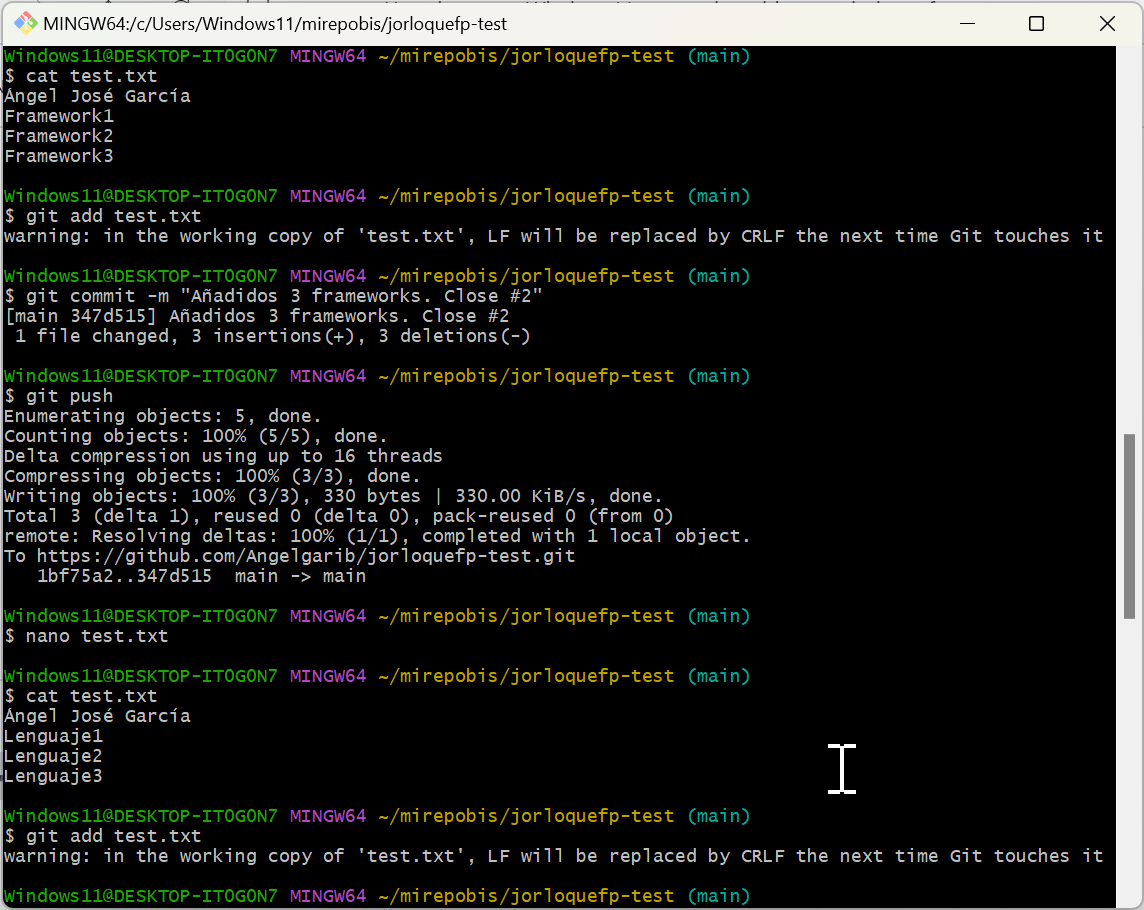 MINGW64:/c/Users/Windows11/mirepobis/jorloquefp-test
Windows11@DESKTOP-ITOGON7 MINGW64 ~/mirepobis/jorloquefp-test (main)
$ cat test.txt
Ángel José García
Framework1
Framework2
Framework3
Windows11@DESKTOP-ITOGON7 MINGW64 ~/mirepobis/jorloquefp-test (main)
$ git add test.txt
warning: in the working copy of 'test.txt', LF will be replaced by CRLF the next time Git touches it
Windows11@DESKTOP-ITOGON7 MINGW64 ~/mirepobis/jorloquefp-test (main)
$ git commit -m "Añadidos 3 frameworks. Close #2"
[main 347d515] Añadidos 3 frameworks. Close #2
1 file changed, 3 insertions(+), 3 deletions(-)
Windows11@DESKTOP-ITOGON7 MINGW64 ~/mirepobis/jorloquefp-test (main)
$ git push
Enumerating objects: 5, done.
Counting objects: 100% (5/5), done.
Delta compression using up to 16 threads
Compressing objects: 100% (3/3), done.
Writing objects: 100% (3/3), 330 bytes | 330.00 KiB/s, done.
Total 3 (delta 1), reused 0 (delta 0), pack-reused 0 (from 0)
remote: Resolving deltas: 100% (1/1), completed with 1 local object.
To https://github.com/Angelgarib/jorloquefp-test.git
1bf75a2..347d515  main -> main
Windows11@DESKTOP-ITOGON7 MINGW64 ~/mirepobis/jorloquefp-test (main)
$ nano test.txt
Windows11@DESKTOP-ITOGON7 MINGW64 ~/mirepobis/jorloquefp-test (main)
$ cat test.txt
Ángel José García
Lenguaje1
Lenguaje2
Lenguaje3
Windows11@DESKTOP-ITOGON7 MINGW64 ~/mirepobis/jorloquefp-test (main)
$ git add test.txt
warning: in the working copy of 'test.txt', LF will be replaced by CRLF the next time Git touches it
Windows11@DESKTOP-ITOGON7 MINGW64 ~/mirepobis/jorloquefp-test (main)